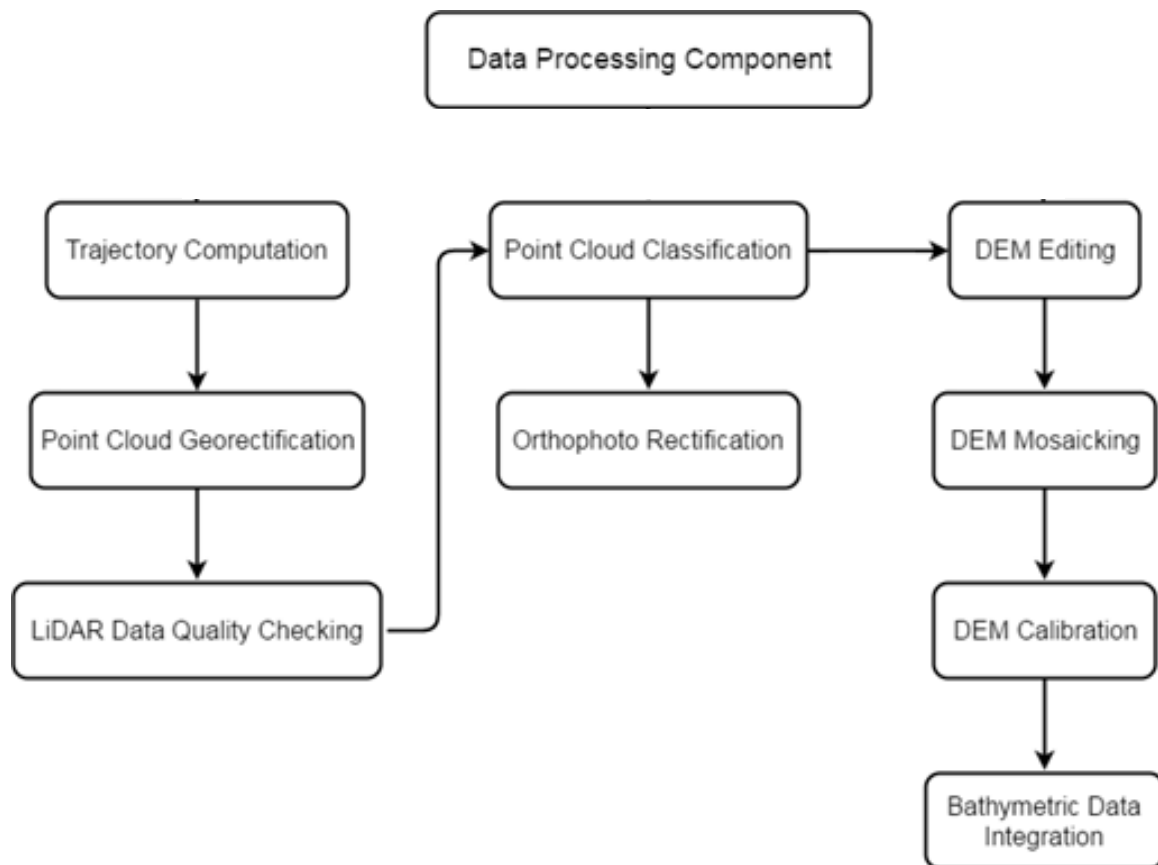 Data Processing Component
Trajectory Computation
Point Cloud Georectification
LiDAR Data Quality Checking
Point Cloud Classification
Orthophoto Rectification
DEM Editing
DEM Mosaicking
DEM Calibration
Bathymetric Data
Integration